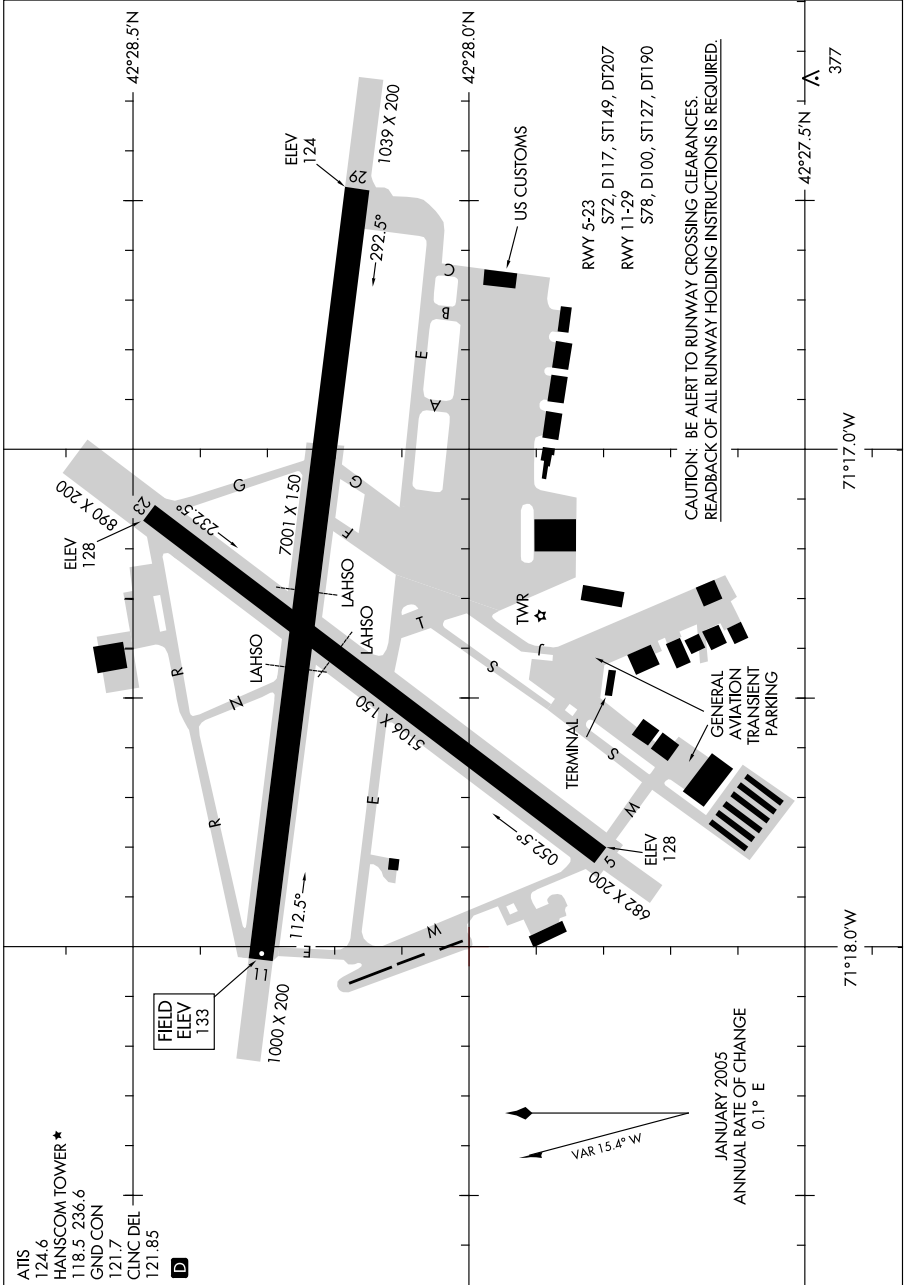 ATIS
124.6
HANSCOM TOWER ★
118.5 236.6
GND CON
121.7
CLNC DEL
121.85
D
FIELD
ELEV
133
1000 X 200
11
112.5°
E
R
R
N
E
W
W
ELEV
128
890 X 200
23
232.5°
G
G
F
7001 X 150
LAHSO
LAHSO
LAHSO
5106 X 150
T
S
S
J
TWR
TERMINAL
GENERAL
AVIATION
TRANSIENT
PARKING
052.5°
5
ELEV
128
682 X 200
ELEV
124
29
1039 X 200
292.5°
E
A
B
C
US CUSTOMS
RWY 5-23
S72, D117, ST149, DT207
RWY 11-29
S78, D100, ST127, DT190
CAUTION: BE ALERT TO RUNWAY CROSSING CLEARANCES.
READBACK OF ALL RUNWAY HOLDING INSTRUCTIONS IS REQUIRED.
377
42°28.5'N
42°28.0'N
42°27.5'N
71°17.0'W
71°18.0'W
VAR 15.4° W
JANUARY 2005
ANNUAL RATE OF CHANGE
0.1° E